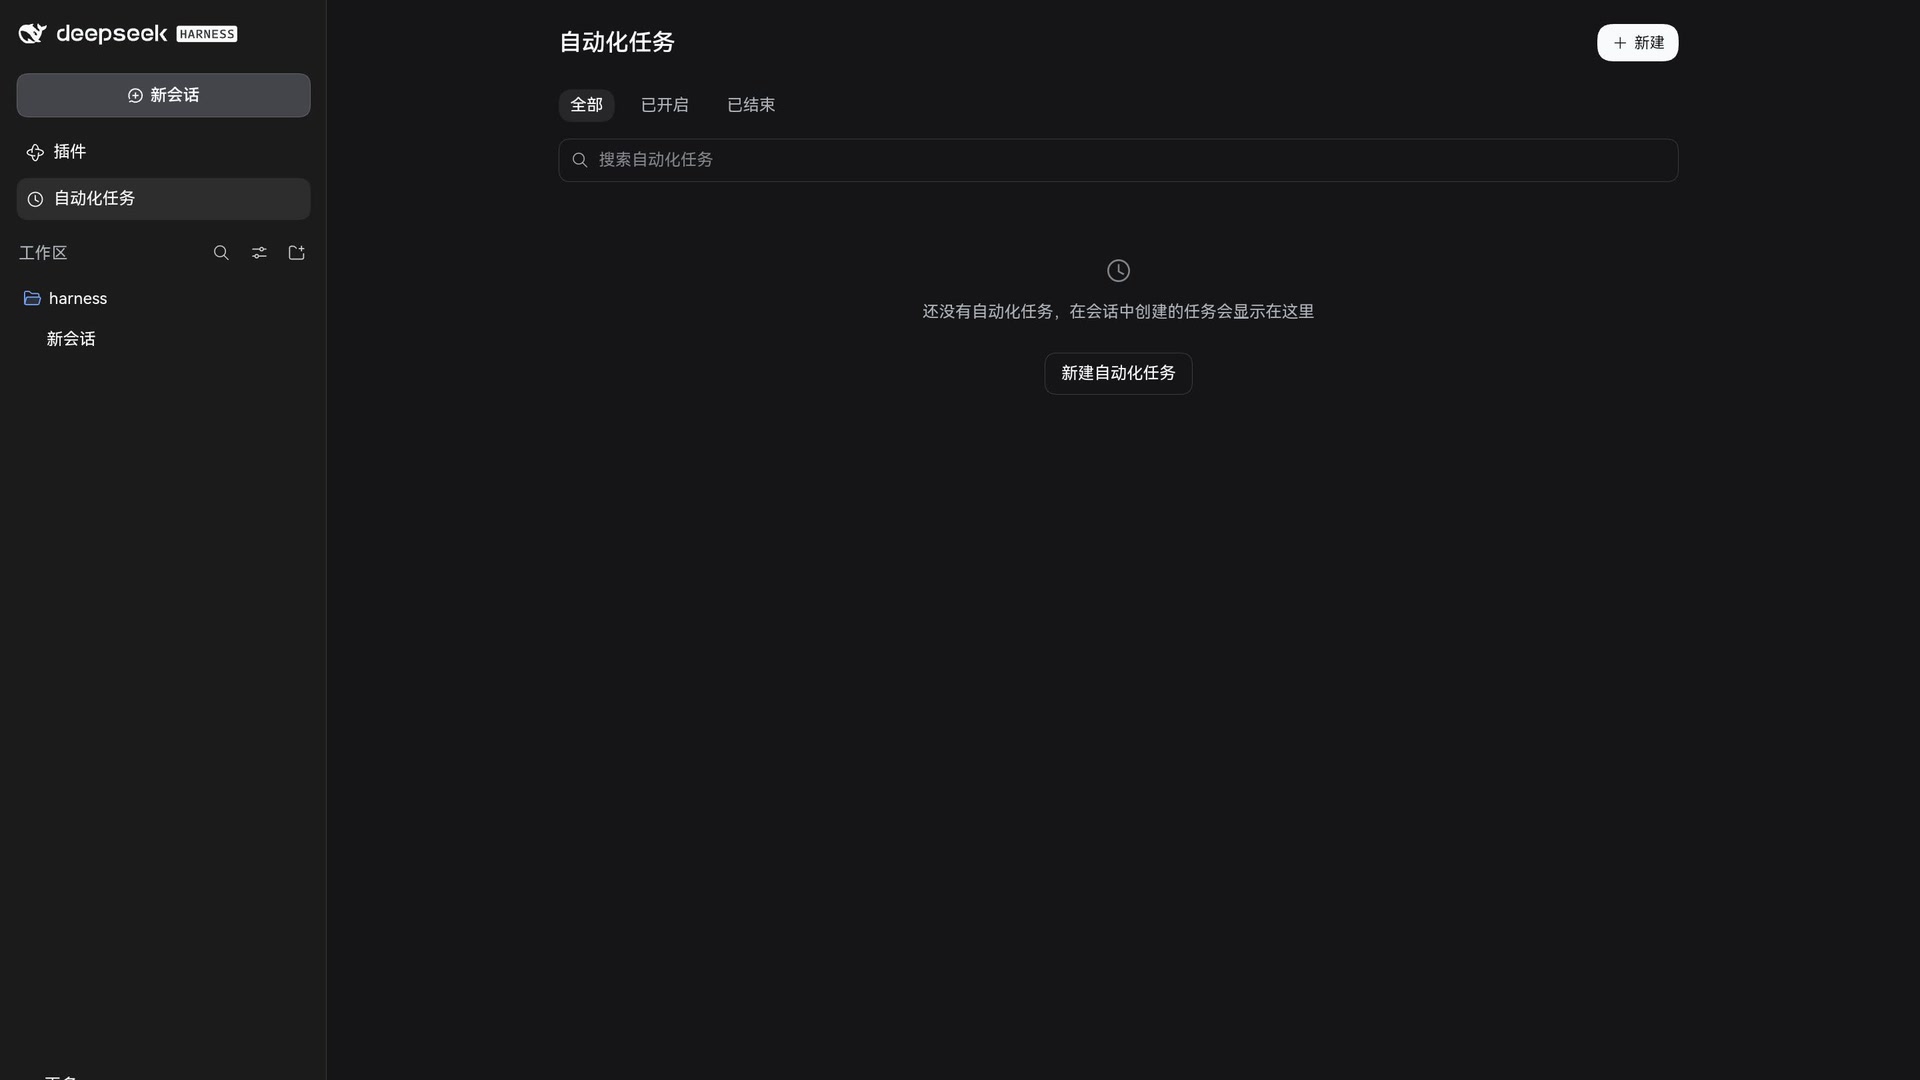 deepseek HARNESS
新会话
插件
自动化任务
工作区
harness
新会话
自动化任务
新建
全部
已开启
已结束
搜索自动化任务
还没有自动化任务，在会话中创建的任务会显示在这里
新建自动化任务